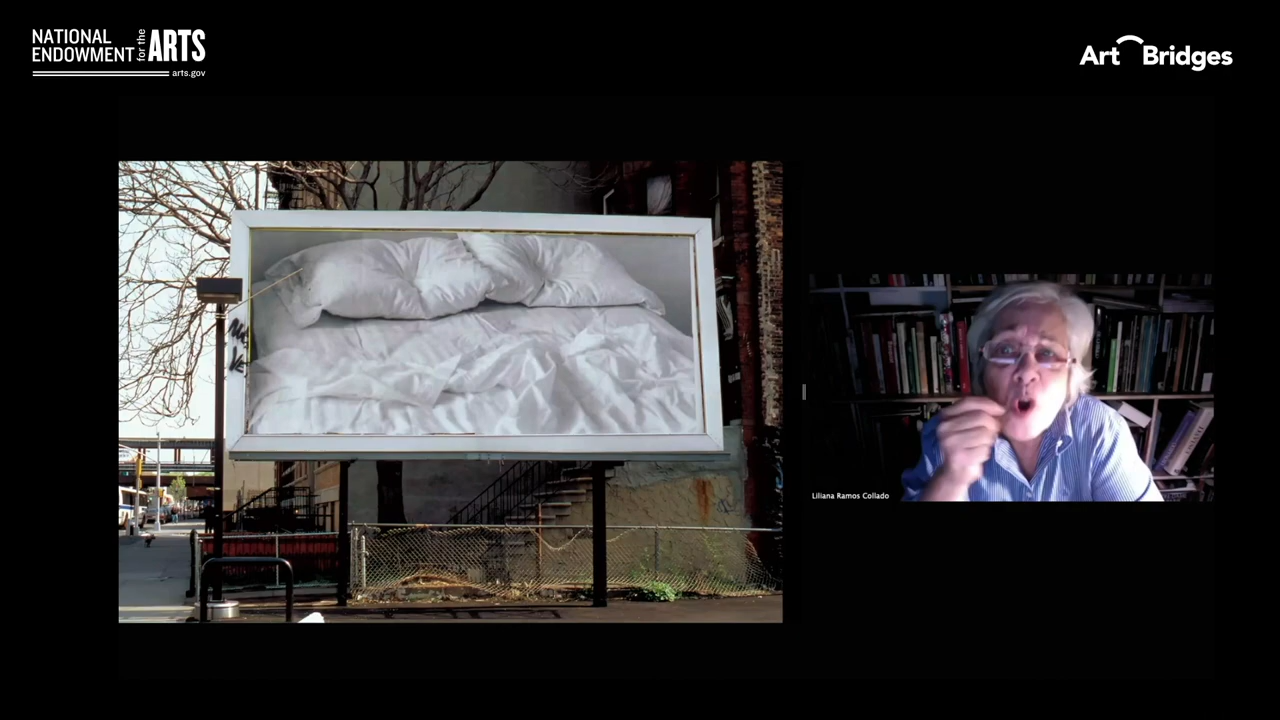 NATIONAL
ENDOWMENT
for the
ARTS
arts.gov
Art Bridges
Liliana Ramos Collado